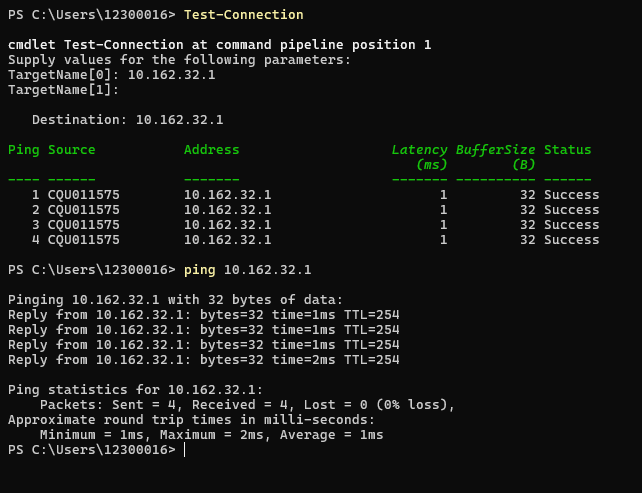 PS C:\Users\12300016> Test-Connection
cmdlet Test-Connection at command pipeline position 1
Supply values for the following parameters:
TargetName[0]: 10.162.32.1
TargetName[1]:
Destination: 10.162.32.1
Ping Source Address Latency BufferSize Status
(ms) (B)
---- ------ ------- ------- ---------- ------
1 CQU011575 10.162.32.1 1 32 Success
2 CQU011575 10.162.32.1 1 32 Success
3 CQU011575 10.162.32.1 1 32 Success
4 CQU011575 10.162.32.1 1 32 Success
PS C:\Users\12300016> ping 10.162.32.1
Pinging 10.162.32.1 with 32 bytes of data:
Reply from 10.162.32.1: bytes=32 time=1ms TTL=254
Reply from 10.162.32.1: bytes=32 time=1ms TTL=254
Reply from 10.162.32.1: bytes=32 time=1ms TTL=254
Reply from 10.162.32.1: bytes=32 time=2ms TTL=254
Ping statistics for 10.162.32.1:
Packets: Sent = 4, Received = 4, Lost = 0 (0% loss),
Approximate round trip times in milli-seconds:
Minimum = 1ms, Maximum = 2ms, Average = 1ms
PS C:\Users\12300016>